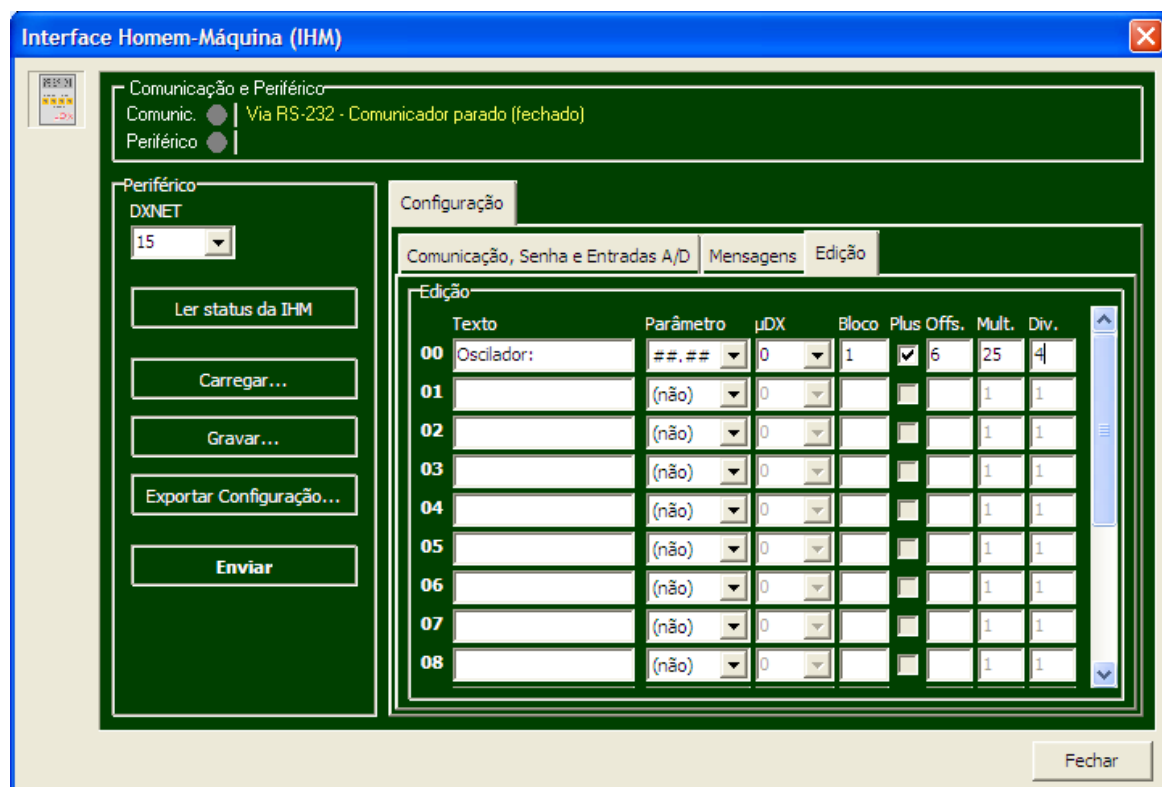 Interface Homem-Máquina (IHM)
Comunicação e Periférico
Comunic. Via RS-232 - Comunicador parado (fechado)
Periférico
Periférico
DXNET
15
Ler status da IHM
Carregar...
Gravar...
Exportar Configuração...
Enviar
Configuração
Comunicação, Senha e Entradas A/D Mensagens Edição
Edição
Texto Parâmetro µDX Bloco Plus Offs. Mult. Div.
00 Oscilador: ##.## 0 1 6 25 4
01 (não) 0 1 1
02 (não) 0 1 1
03 (não) 0 1 1
04 (não) 0 1 1
05 (não) 0 1 1
06 (não) 0 1 1
07 (não) 0 1 1
08 (não) 0 1 1
Fechar